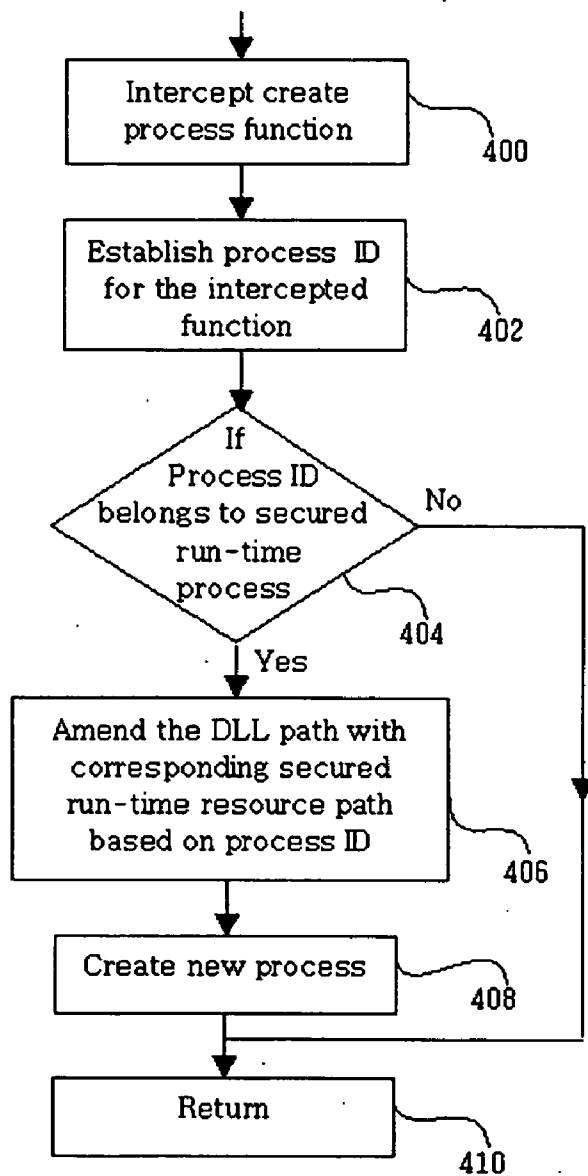 Intercept create
process function
400
Establish process ID
for the intercepted
function
402
If
Process ID
belongs to secured
run-time
process
No
404
Yes
Amend the DLL path with
corresponding secured
run-time resource path
based on process ID
406
Create new process
408
Return
410